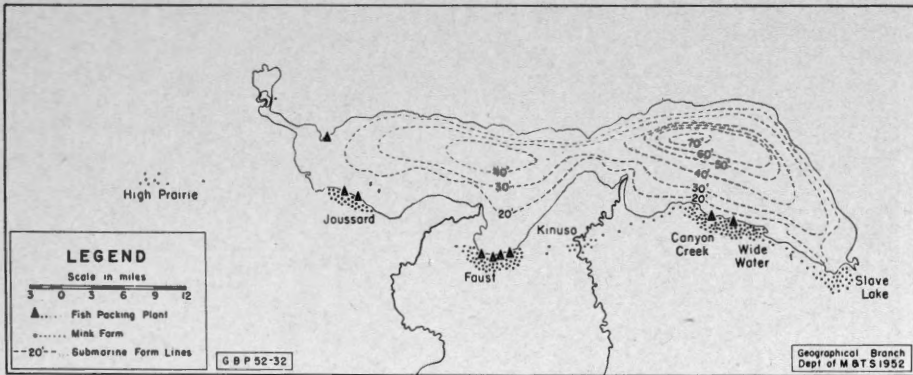 70'
60'
50'
40'
30'
20'
40'
30'
20'
High Prairie
Joussard
Faust
Kinuso
Canyon
Creek
Wide
Water
Slave
Lake
LEGEND
Scale in miles
3 0 3 6 9 12
Fish Packing Plant
Mink Farm
20' Submarine Form Lines
G B P 52-32
Geographical Branch
Dept of M & T S 1952